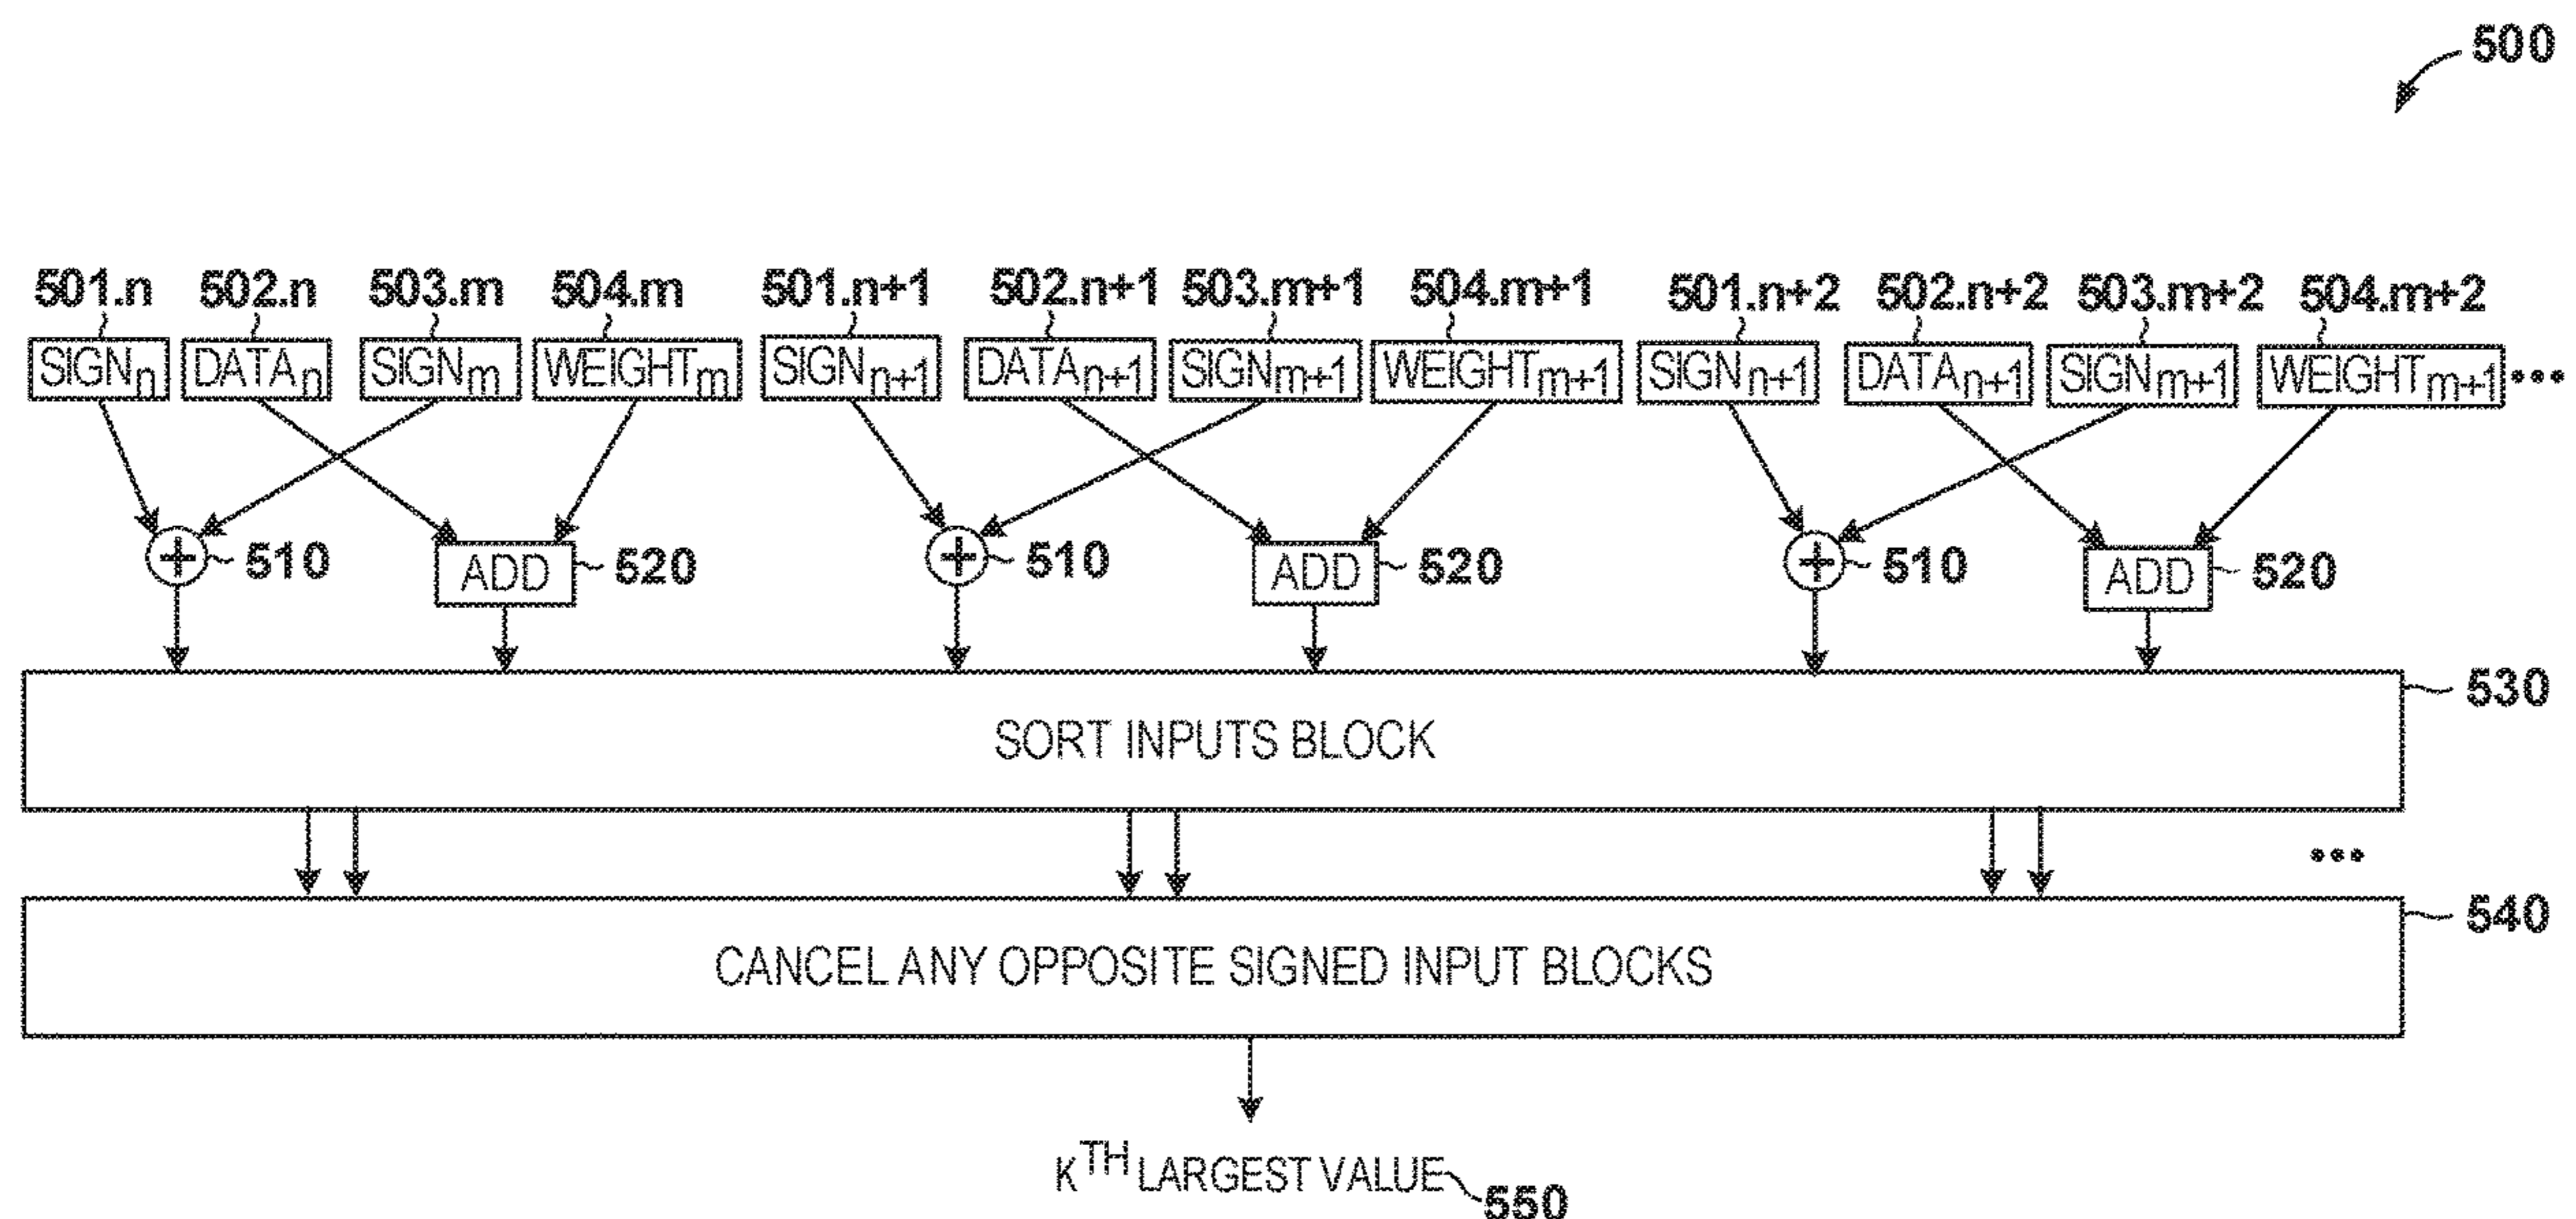 500
501.n 502.n 503.m 504.m 501.n+1 502.n+1 503.m+1 504.m+1 501.n+2 502.n+2 503.m+2 504.m+2
SIGNn DATAn SIGNm WEIGHTm SIGNn+1 DATAn+1 SIGNm+1 WEIGHTm+1 SIGNn+1 DATAn+1 SIGNm+1 WEIGHTm+1 •••
+ 510 ADD 520 + 510 ADD 520 + 510 ADD 520
530
SORT INPUTS BLOCK
•••
540
CANCEL ANY OPPOSITE SIGNED INPUT BLOCKS
KTH LARGEST VALUE 550